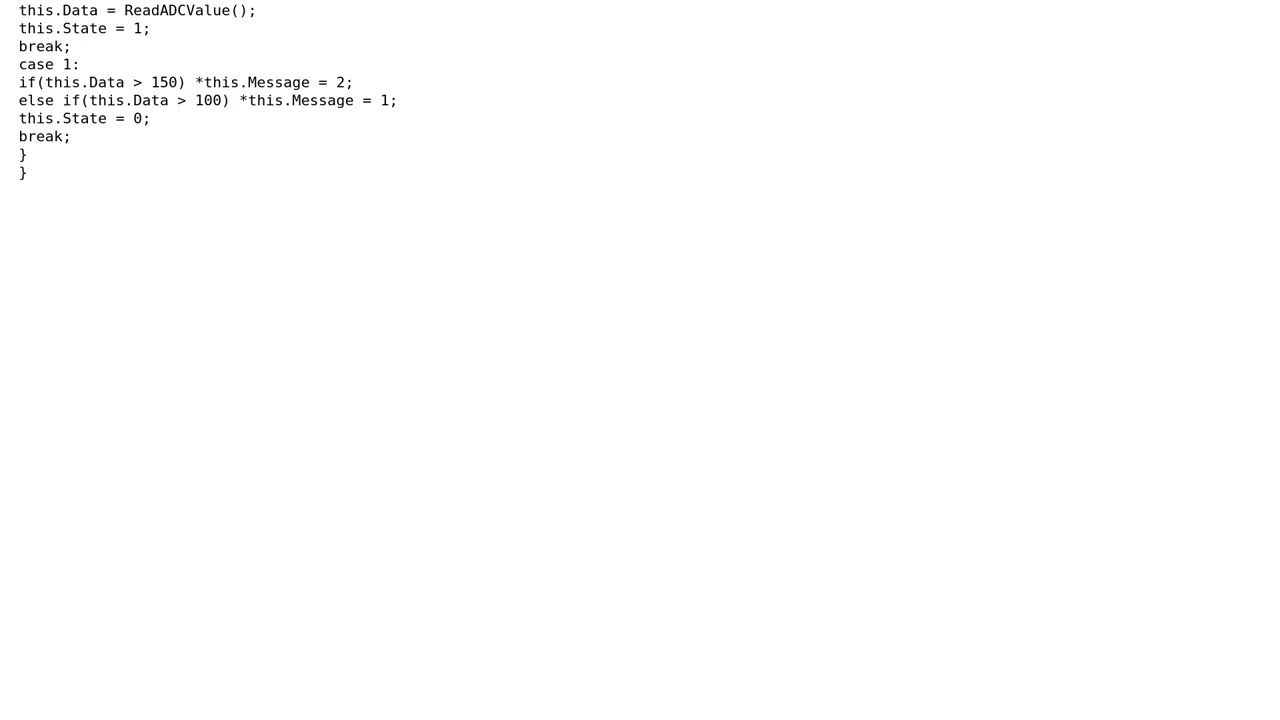 this.Data = ReadADCValue();
this.State = 1;
break;
case 1:
if(this.Data > 150) *this.Message = 2;
else if(this.Data > 100) *this.Message = 1;
this.State = 0;
break;
}
}